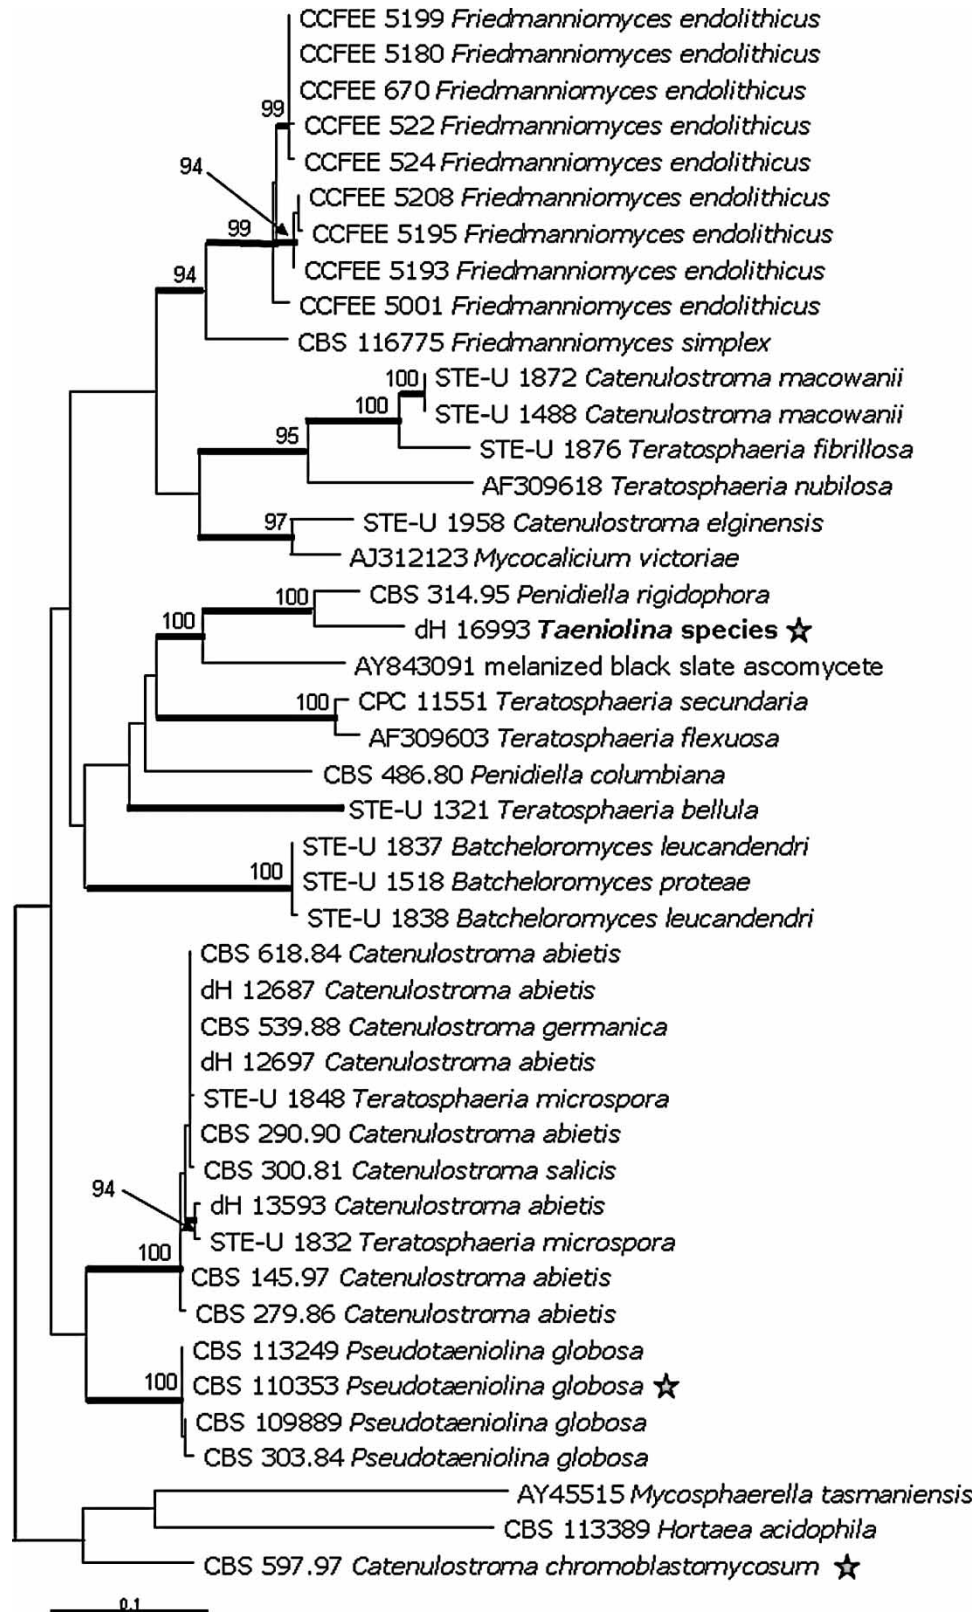 CCFEE 5199 Friedmanniomyces endolithicus
CCFEE 5180 Friedmanniomyces endolithicus
CCFEE 670 Friedmanniomyces endolithicus
99
CCFEE 522 Friedmanniomyces endolithicus
CCFEE 524 Friedmanniomyces endolithicus
94
CCFEE 5208 Friedmanniomyces endolithicus
99
CCFEE 5195 Friedmanniomyces endolithicus
CCFEE 5193 Friedmanniomyces endolithicus
94
CCFEE 5001 Friedmanniomyces endolithicus
CBS 116775 Friedmanniomyces simplex
100
STE-U 1872 Catenulostroma macowanii
100
STE-U 1488 Catenulostroma macowanii
95
STE-U 1876 Teratosphaeria fibrillosa
AF309618 Teratosphaeria nubilosa
97
STE-U 1958 Catenulostroma elginensis
AJ312123 Mycocalicium victoriae
100
CBS 314.95 Penidiella rigidophora
100
dH 16993 Taeniolina species
AY843091 melanized black slate ascomycete
100
CPC 11551 Teratosphaeria secundaria
AF309603 Teratosphaeria flexuosa
CBS 486.80 Penidiella columbiana
STE-U 1321 Teratosphaeria bellula
STE-U 1837 Batcheloromyces leucandendri
100
STE-U 1518 Batcheloromyces proteae
STE-U 1838 Batcheloromyces leucandendri
CBS 618.84 Catenulostroma abietis
dH 12687 Catenulostroma abietis
CBS 539.88 Catenulostroma germanica
dH 12697 Catenulostroma abietis
STE-U 1848 Teratosphaeria microspora
CBS 290.90 Catenulostroma abietis
CBS 300.81 Catenulostroma salicis
94
dH 13593 Catenulostroma abietis
STE-U 1832 Teratosphaeria microspora
100
CBS 145.97 Catenulostroma abietis
CBS 279.86 Catenulostroma abietis
CBS 113249 Pseudotaeniolina globosa
100
CBS 110353 Pseudotaeniolina globosa
CBS 109889 Pseudotaeniolina globosa
CBS 303.84 Pseudotaeniolina globosa
AY45515 Mycosphaerella tasmaniensis
CBS 113389 Hortaea acidophila
CBS 597.97 Catenulostroma chromoblastomycosum
0.1